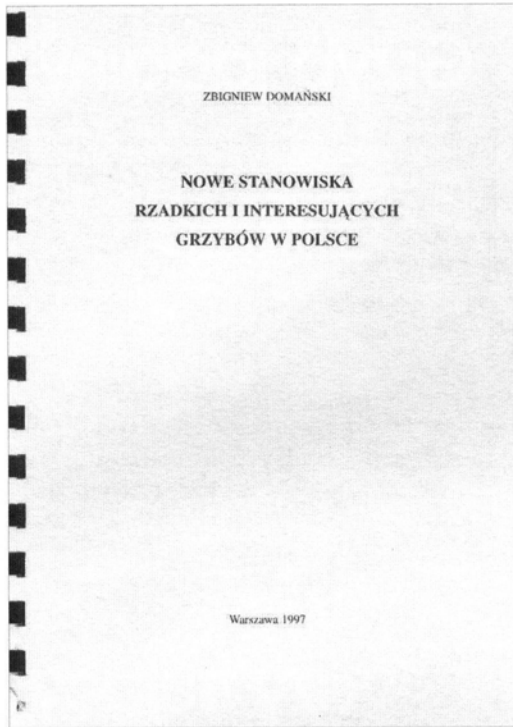 ZBIGNIEW DOMAŃSKI
NOWE STANOWISKA
RZADKICH I INTERESUJĄCYCH
GRZYBÓW W POLSCE
Warszawa 1997